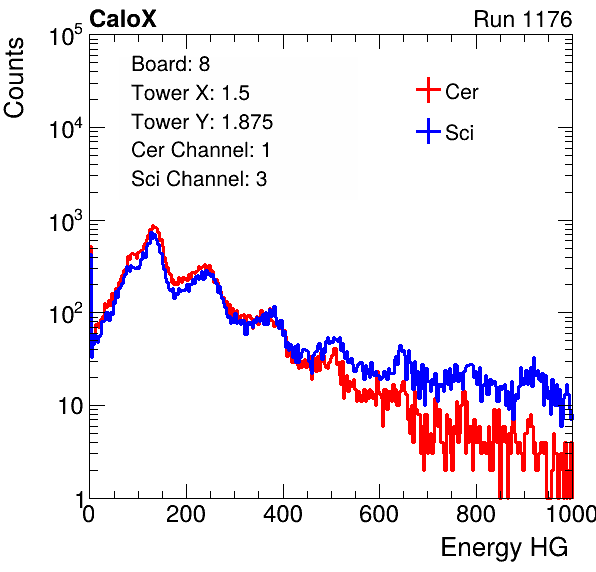 CaloX Run 1176
Counts
10^5
10^4
10^3
10^2
10
1
Board: 8
Tower X: 1.5
Tower Y: 1.875
Cer Channel: 1
Sci Channel: 3
Cer
Sci
0 200 400 600 800 1000
Energy HG